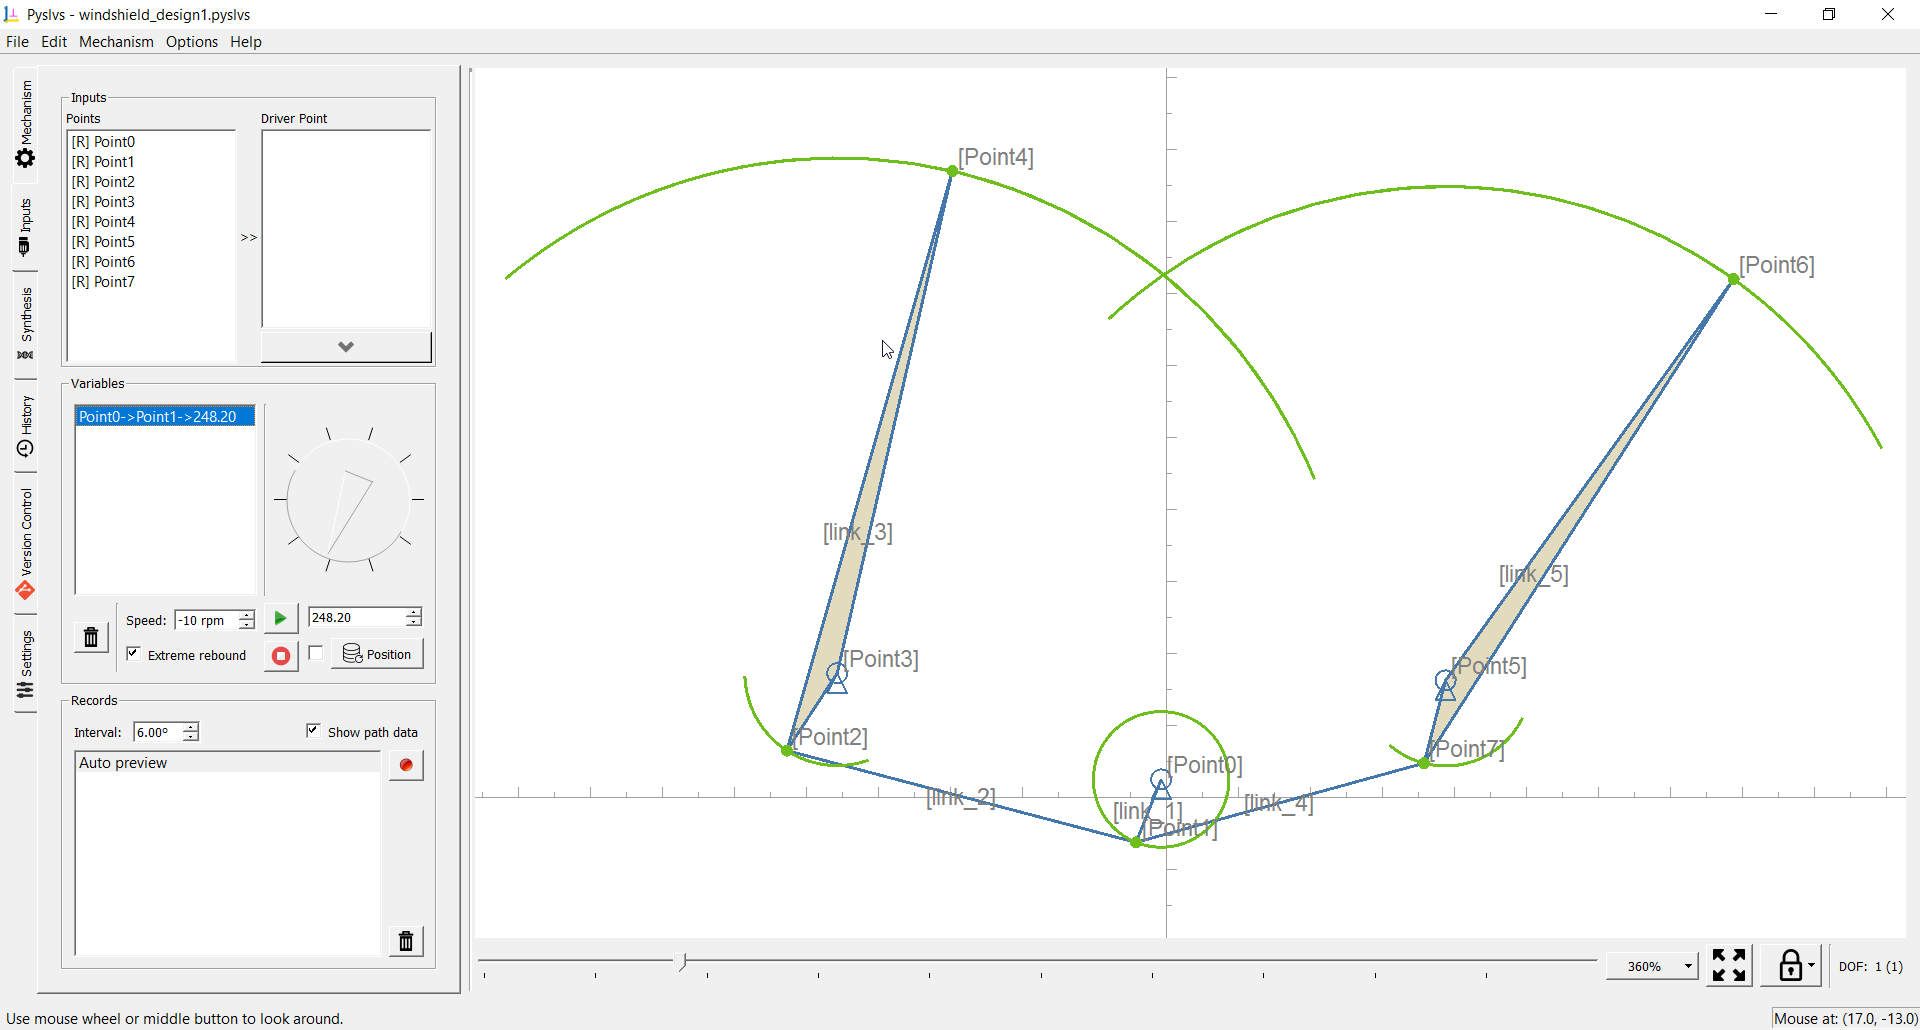 Pyslvs - windshield_design1.pyslvs
File Edit Mechanism Options Help
Mechanism
Inputs
Synthesis
History
Version Control
Settings
Inputs
Points
Driver Point
[R] Point0
[R] Point1
[R] Point2
[R] Point3
[R] Point4
[R] Point5
[R] Point6
[R] Point7
>>
Variables
Point0->Point1->248.20
Speed: -10 rpm
248.20
Extreme rebound
Position
Records
Interval: 6.00º
Show path data
Auto preview
[Point4]
[Point6]
[link_3]
[link_5]
[Point3]
[Point5]
[Point2]
[Point7]
[Point0]
[link_2]
[link_1]
[link_4]
[Point1]
360%
DOF: 1 (1)
Use mouse wheel or middle button to look around.
Mouse at: (17.0, -13.0)